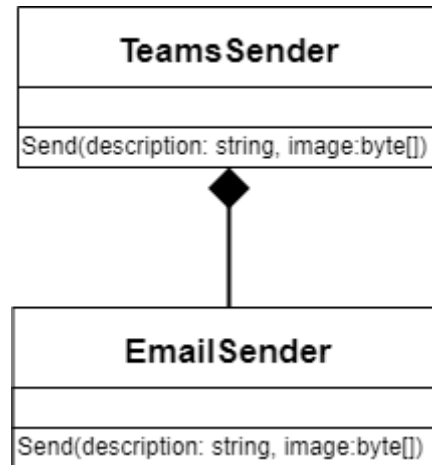 TeamsSender
Send(description: string, image:byte[])
EmailSender
Send(description: string, image:byte[])